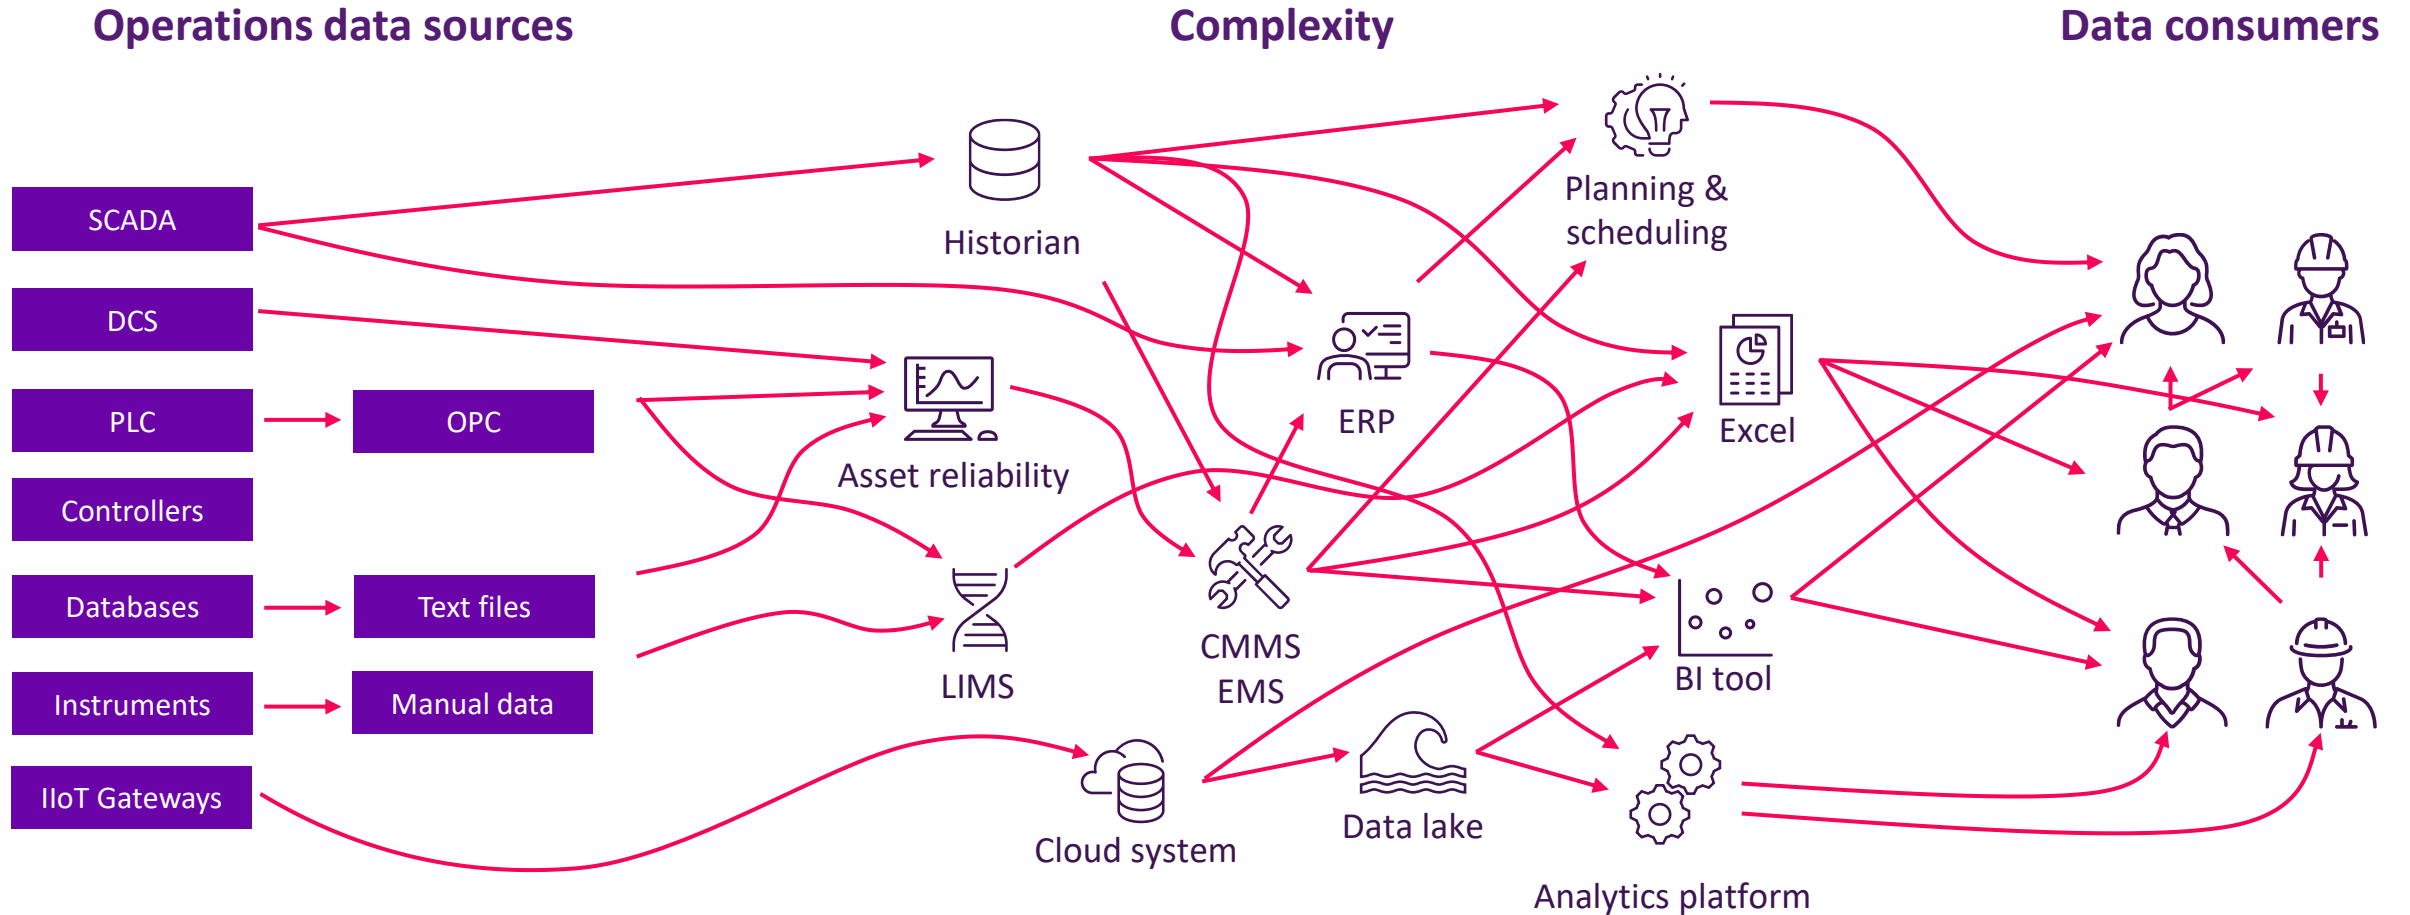 Operations data sources
Complexity
Data consumers
SCADA
DCS
PLC
OPC
Controllers
Databases
Text files
Instruments
Manual data
IIoT Gateways
Historian
Asset reliability
LIMS
Cloud system
Planning &
scheduling
ERP
CMMS
EMS
Data lake
Excel
BI tool
Analytics platform